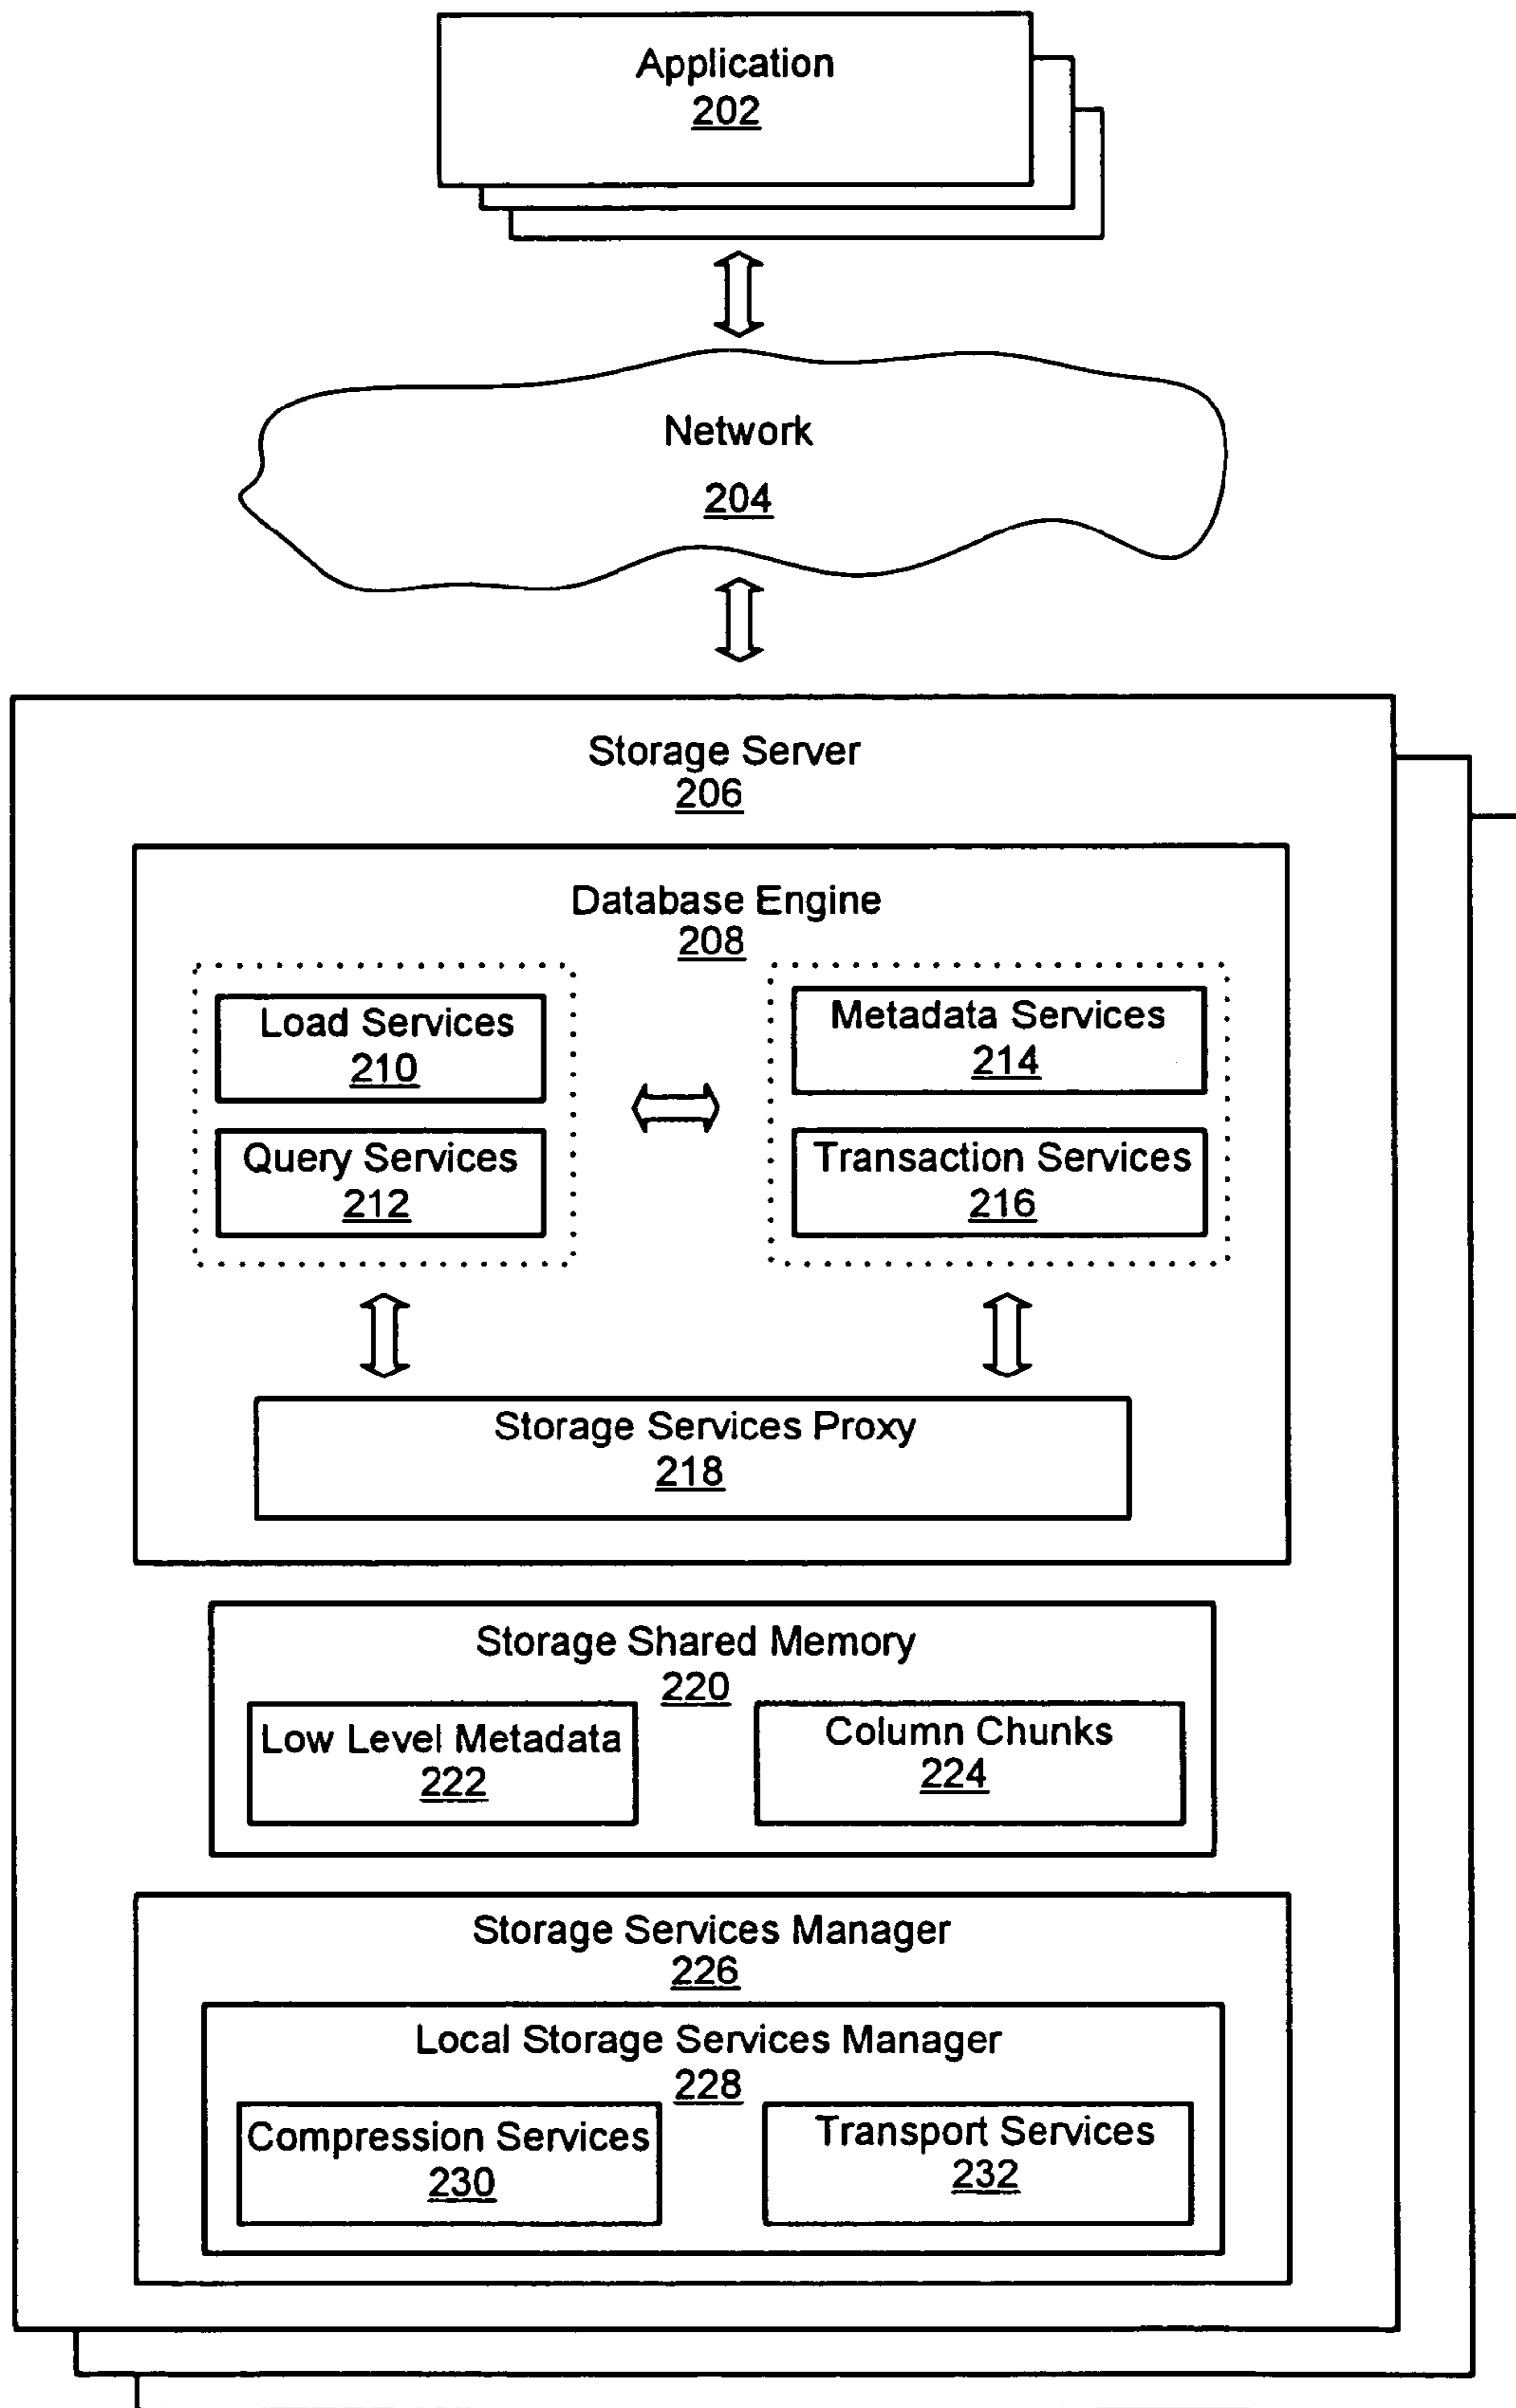 Application
202
Network
204
Storage Server
206
Database Engine
208
Load Services
210
Query Services
212
Metadata Services
214
Transaction Services
216
Storage Services Proxy
218
Storage Shared Memory
220
Low Level Metadata
222
Column Chunks
224
Storage Services Manager
226
Local Storage Services Manager
228
Compression Services
230
Transport Services
232